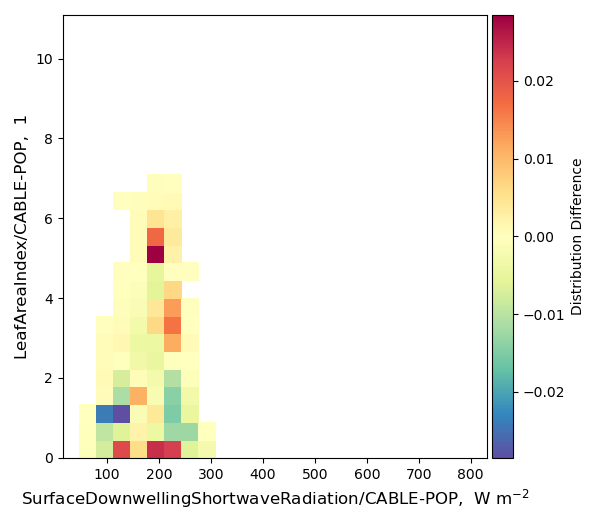 10
8
6
4
2
0
100 200 300 400 500 600 700 800
LeafAreaIndex/CABLE-POP,  1
SurfaceDownwellingShortwaveRadiation/CABLE-POP,  W m⁻²
0.02
0.01
0.00
−0.01
−0.02
Distribution Difference